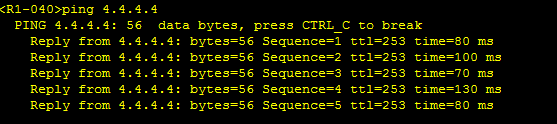 <R1-040>ping 4.4.4.4
PING 4.4.4.4: 56  data bytes, press CTRL_C to break
Reply from 4.4.4.4: bytes=56 Sequence=1 ttl=253 time=80 ms
Reply from 4.4.4.4: bytes=56 Sequence=2 ttl=253 time=100 ms
Reply from 4.4.4.4: bytes=56 Sequence=3 ttl=253 time=70 ms
Reply from 4.4.4.4: bytes=56 Sequence=4 ttl=253 time=130 ms
Reply from 4.4.4.4: bytes=56 Sequence=5 ttl=253 time=80 ms